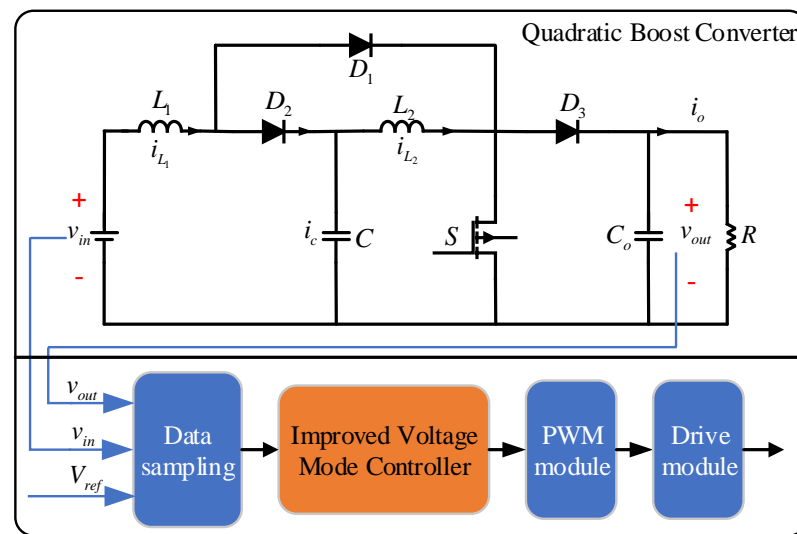 Quadratic Boost Converter
D1
L1
D2
L2
D3
io
iL1
iL2
+
vin
-
ic
C
S
Co
+
vout
-
R
vout
vin
Vref
Data
sampling
Improved Voltage
Mode Controller
PWM
module
Drive
module